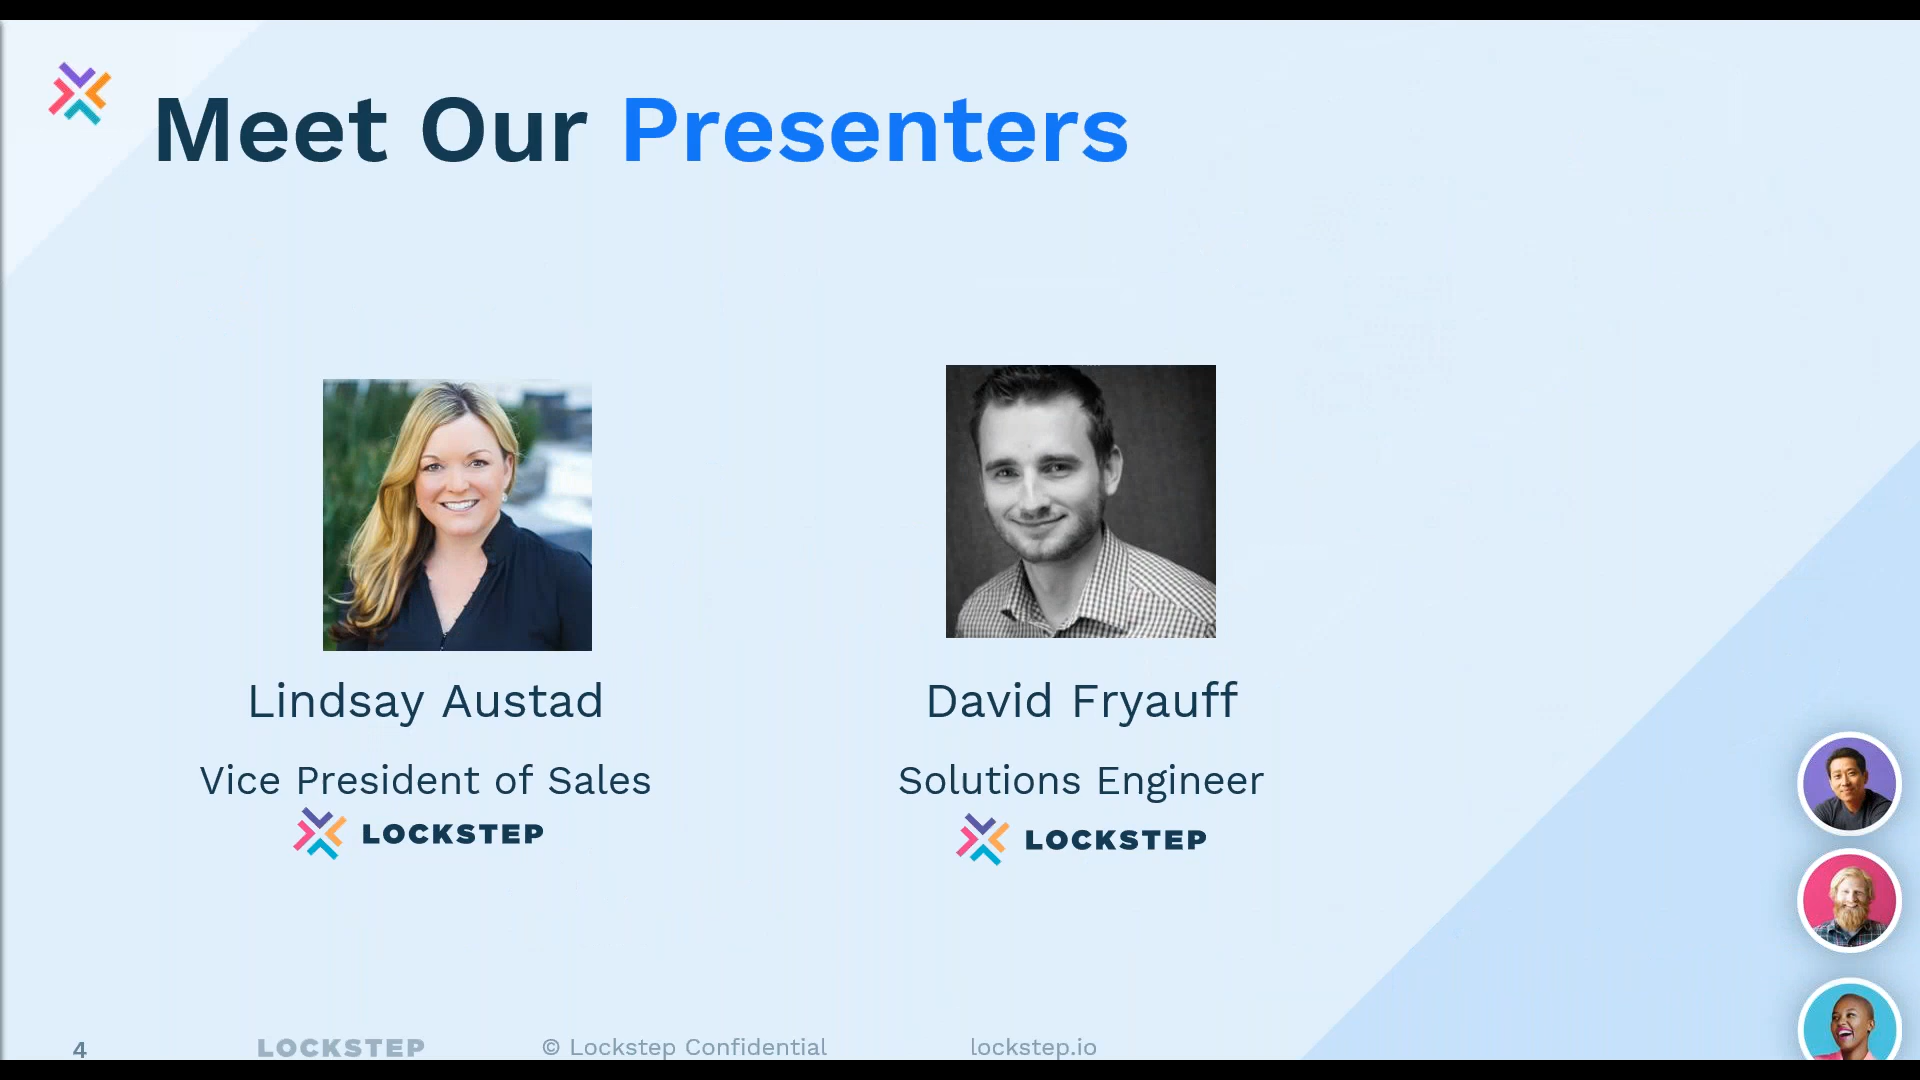 Meet Our Presenters
Lindsay Austad
Vice President of Sales
LOCKSTEP
David Fryauff
Solutions Engineer
LOCKSTEP
4
LOCKSTEP
© Lockstep Confidential
lockstep.io